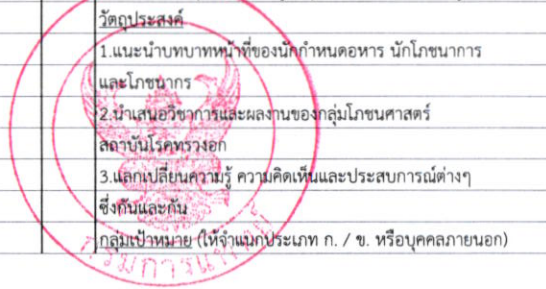 วัตถุประสงค์
1.แนะนำบทบาทหน้าที่ของนักกำหนดอหาร นักโภชนาการ
และโภชนากร
2.นำเสนอวิชาการและผลงานของกลุ่มโภชนศาสตร์
สถาบันโรคทรวงอก
3.แลกเปลี่ยนความรู้ ความคิดเห็นและประสบการณ์ต่างๆ
ซึ่งกันและกัน
กลุ่มเป้าหมาย (ให้จำแนกประเภท ก. / ข. หรือบุคคลภายนอก)
กรมการแพทย์